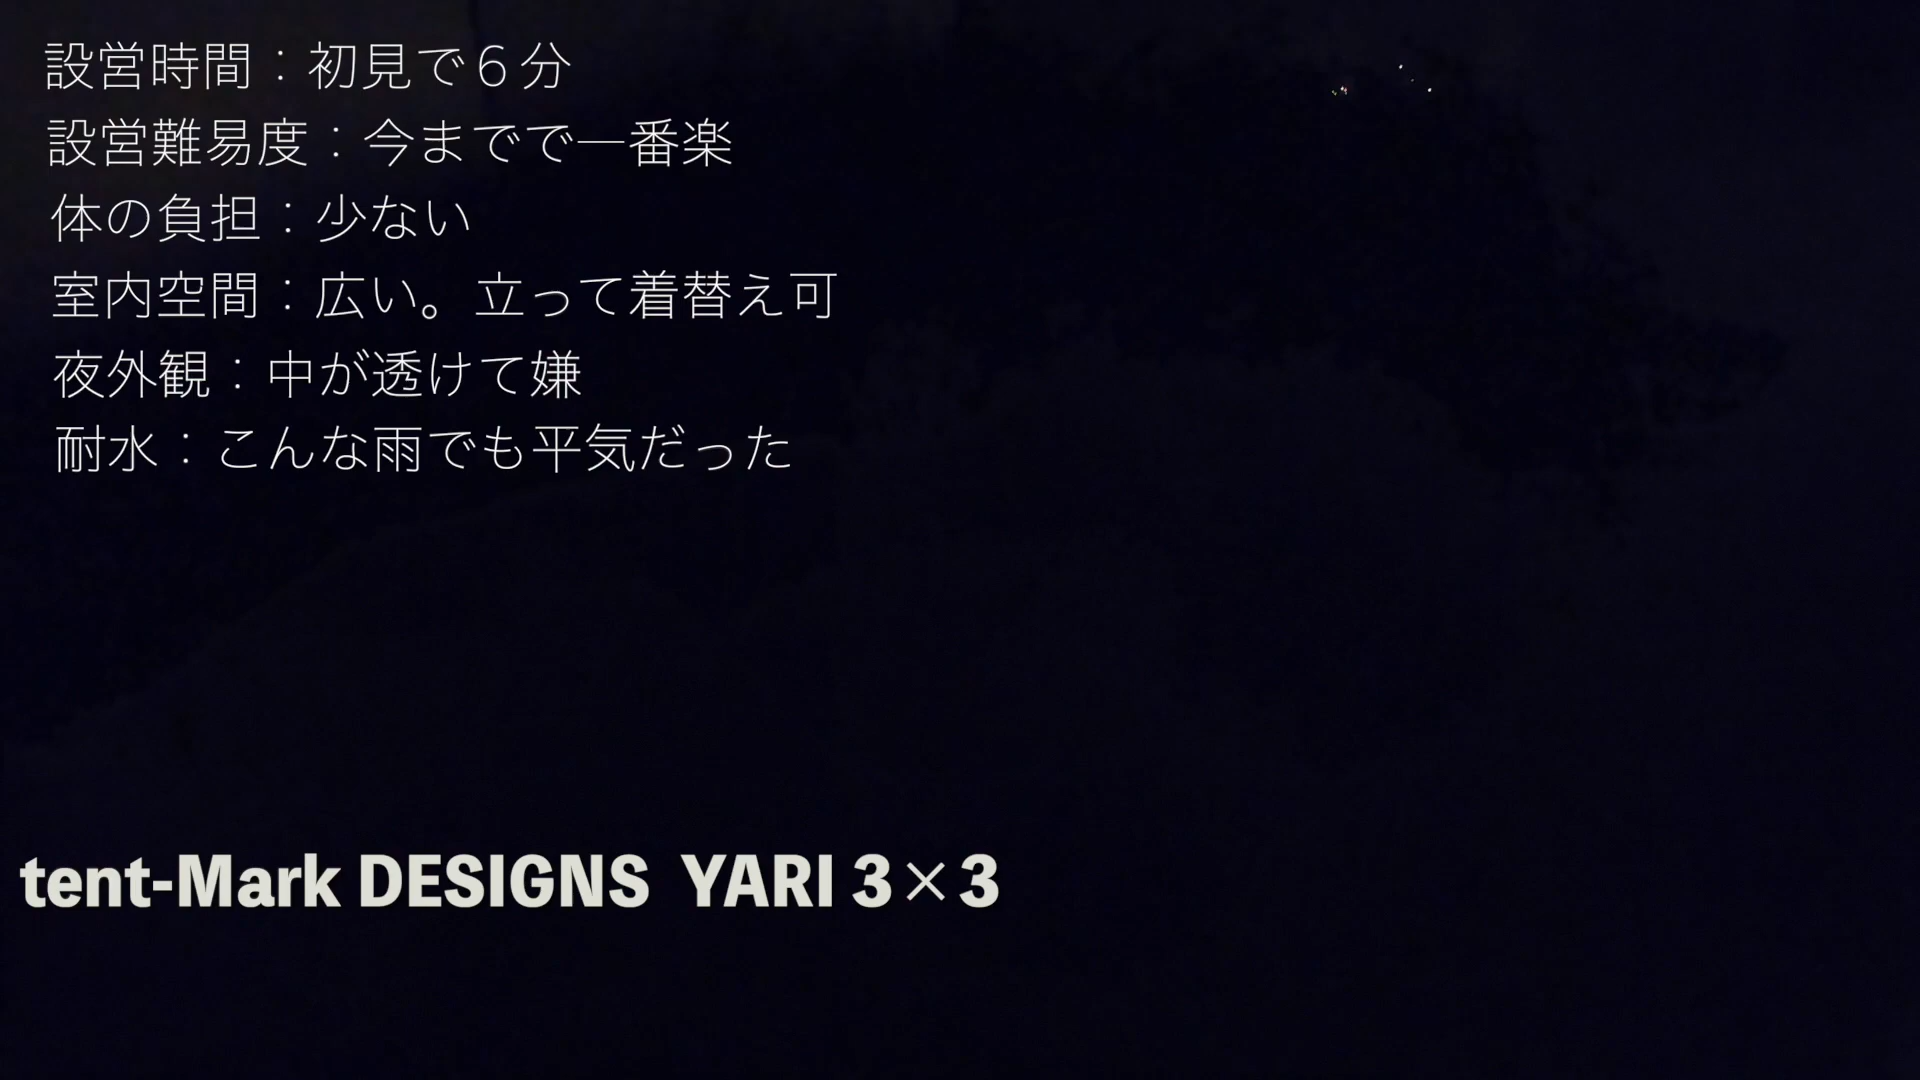 設営時間：初見で６分
設営難易度：今までで一番楽
体の負担：少ない
室内空間：広い。立って着替え可
夜外観：中が透けて嫌
耐水：こんな雨でも平気だった
tent-Mark DESIGNS YARI 3×3